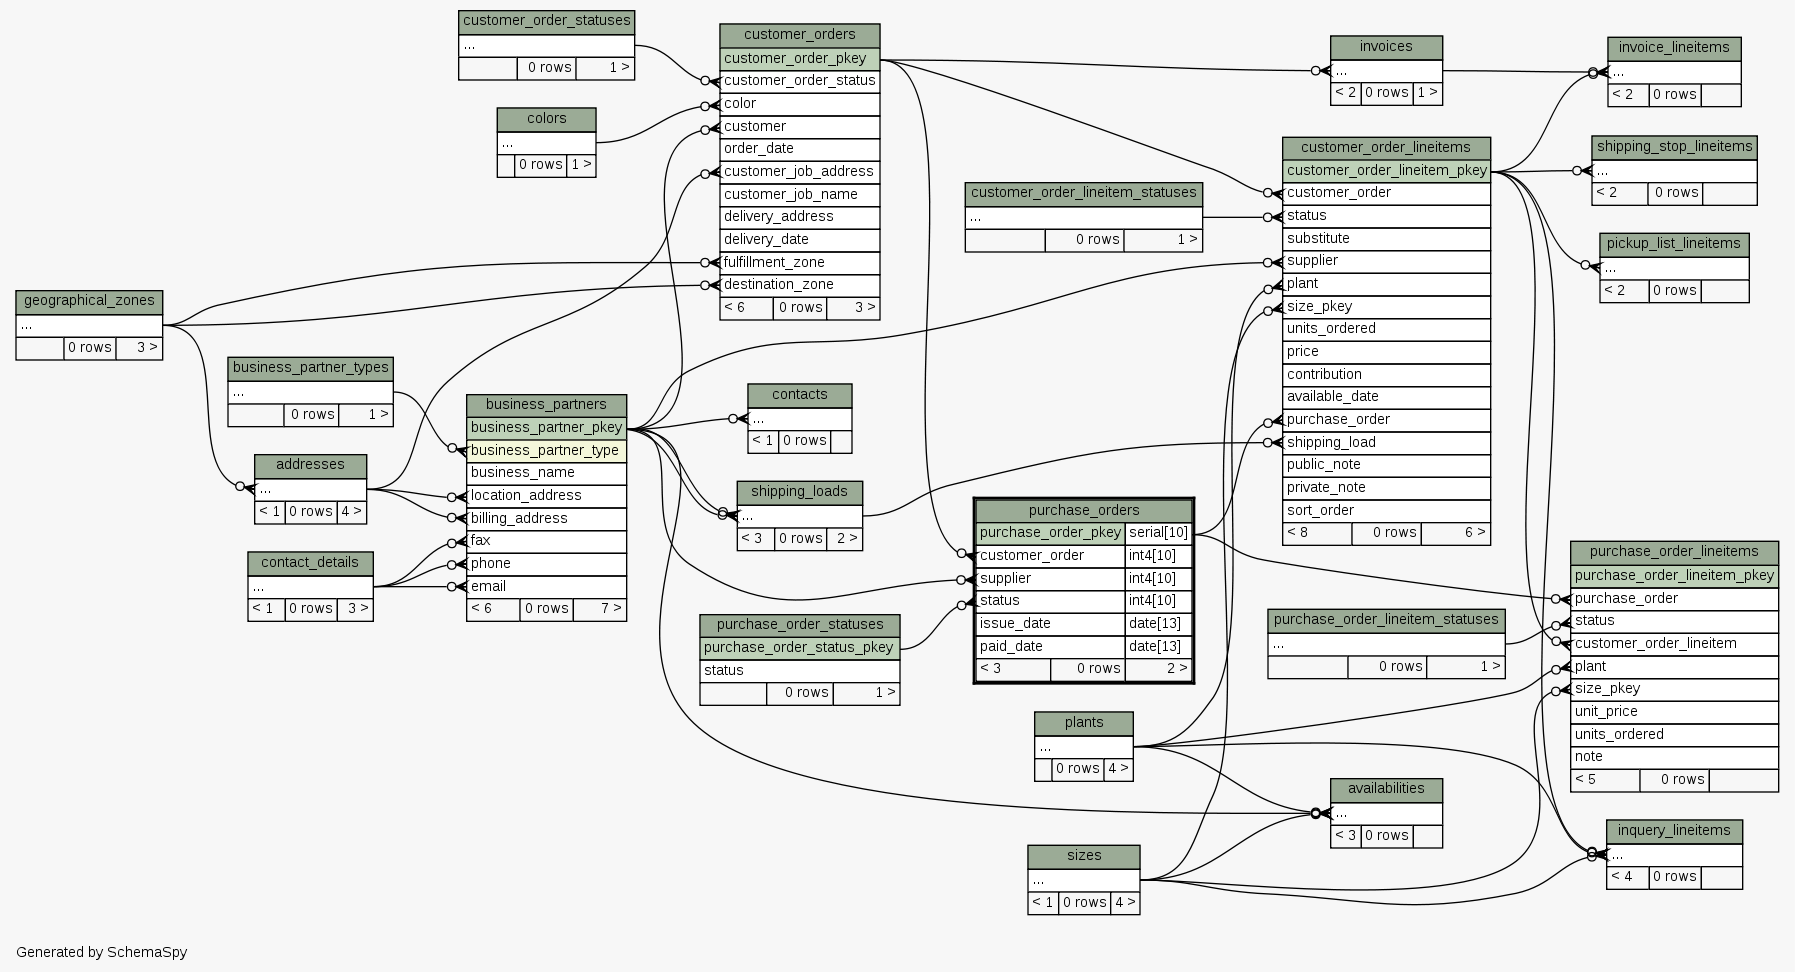 customer_order_statuses
...
0 rows 1 >
customer_orders
customer_order_pkey
customer_order_status
color
customer
order_date
customer_job_address
customer_job_name
delivery_address
delivery_date
fulfillment_zone
destination_zone
< 6 0 rows 3 >
invoices
...
< 2 0 rows 1 >
invoice_lineitems
...
< 2 0 rows
colors
...
0 rows 1 >
customer_order_lineitems
customer_order_lineitem_pkey
customer_order
status
substitute
supplier
plant
size_pkey
units_ordered
price
contribution
available_date
purchase_order
shipping_load
public_note
private_note
sort_order
< 8 0 rows 6 >
shipping_stop_lineitems
...
< 2 0 rows
customer_order_lineitem_statuses
...
0 rows 1 >
pickup_list_lineitems
...
< 2 0 rows
geographical_zones
...
0 rows 3 >
business_partner_types
...
0 rows 1 >
business_partners
business_partner_pkey
business_partner_type
business_name
location_address
billing_address
fax
phone
email
< 6 0 rows 7 >
contacts
...
< 1 0 rows
addresses
...
< 1 0 rows 4 >
shipping_loads
...
< 3 0 rows 2 >
purchase_orders
purchase_order_pkey serial[10]
customer_order int4[10]
supplier int4[10]
status int4[10]
issue_date date[13]
paid_date date[13]
< 3 0 rows 2 >
contact_details
...
< 1 0 rows 3 >
purchase_order_lineitems
purchase_order_lineitem_pkey
purchase_order
status
customer_order_lineitem
plant
size_pkey
unit_price
units_ordered
note
< 5 0 rows
purchase_order_statuses
purchase_order_status_pkey
status
0 rows 1 >
purchase_order_lineitem_statuses
...
0 rows 1 >
plants
...
0 rows 4 >
availabilities
...
< 3 0 rows
inquery_lineitems
...
< 4 0 rows
sizes
...
< 1 0 rows 4 >
Generated by SchemaSpy